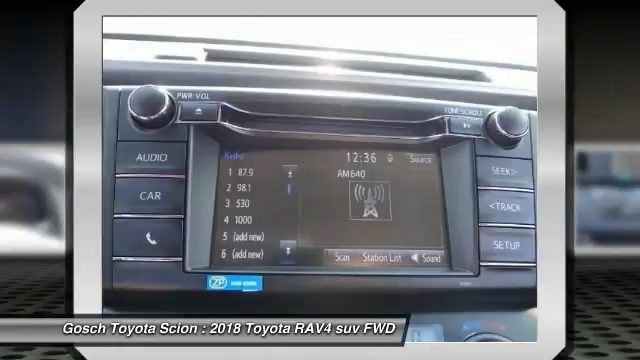 PWR VOL
TUNE·SCROLL
Radio
12:36
Source
AUDIO
CAR
SEEK>
<TRACK
SETUP
1 87.9
2 98.1
3 530
4 1000
5 (add new)
6 (add new)
AM640
Scan
Station List
Sound
ZP
Gosch Toyota Scion : 2018 Toyota RAV4 suv FWD